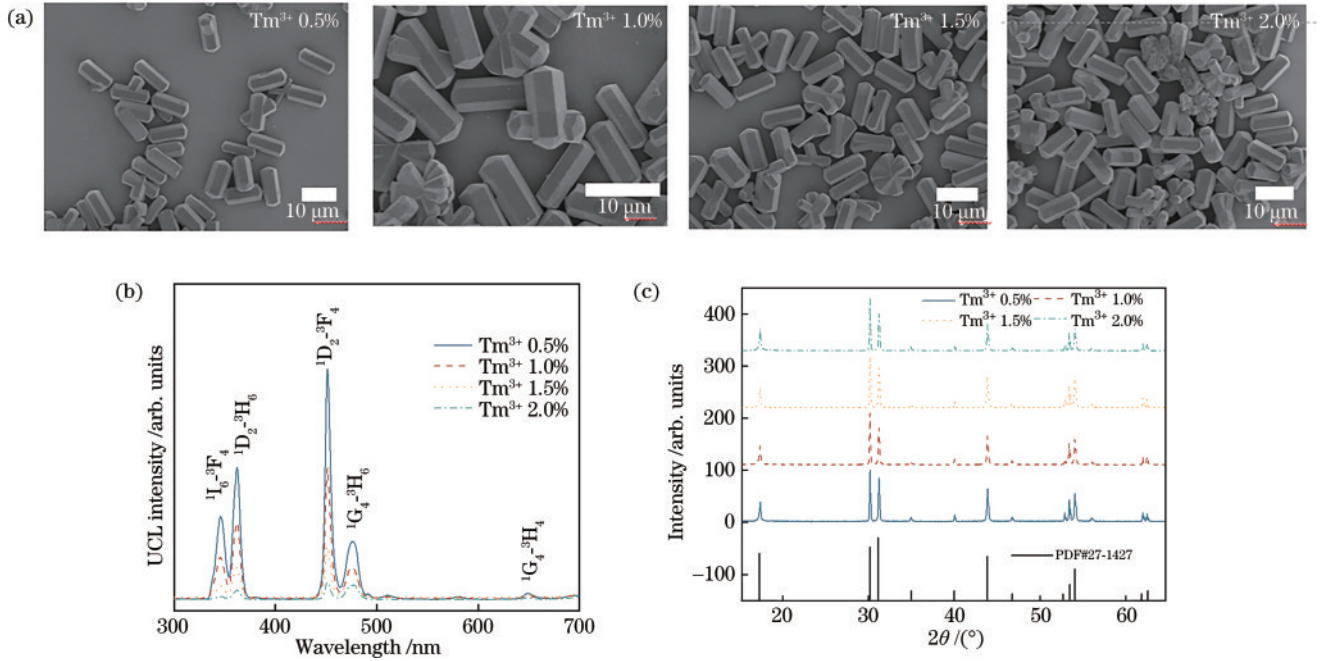 (a)
Tm³⁺ 0.5%
Tm³⁺ 1.0%
Tm³⁺ 1.5%
Tm³⁺ 2.0%
10 μm
10 μm
10 μm
10 μm
(b)
UCL intensity /arb. units
¹I₆-³F₄
¹D₂-³H₆
¹D₂-³F₄
¹G₄-³H₆
¹G₄-³H₄
Tm³⁺ 0.5%
Tm³⁺ 1.0%
Tm³⁺ 1.5%
Tm³⁺ 2.0%
300 400 500 600 700
Wavelength /nm
(c)
Intensity /arb. units
Tm³⁺ 0.5% Tm³⁺ 1.0%
Tm³⁺ 1.5% Tm³⁺ 2.0%
400
300
200
100
0
−100
PDF#27-1427
20 30 40 50 60
2θ /(°)